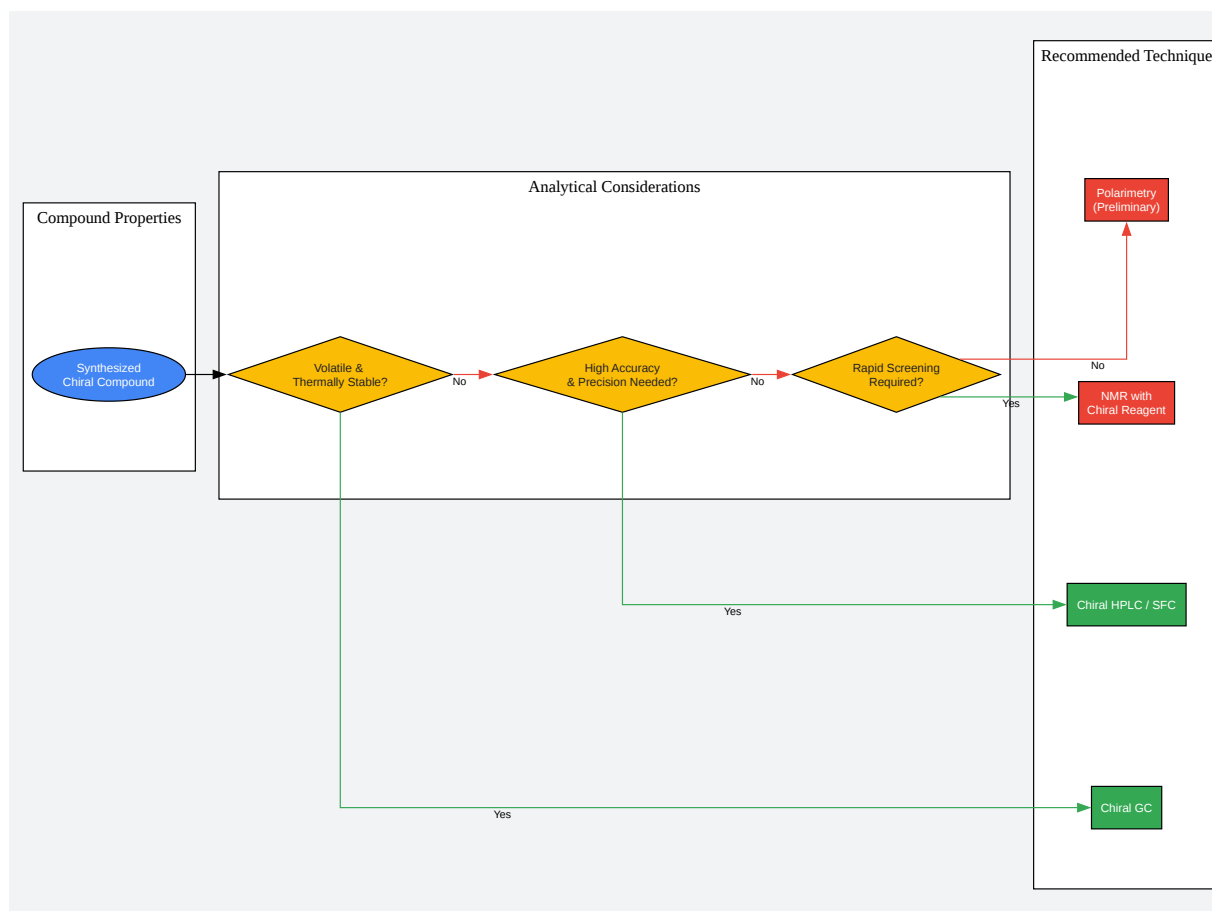 Recommended Technique
Analytical Considerations
Compound Properties
Polarimetry
(Preliminary)
Synthesized
Chiral Compound
Volatile &
Thermally Stable?
No
High Accuracy
& Precision Needed?
No
Rapid Screening
Required?
No
Yes
NMR with
Chiral Reagent
Chiral HPLC / SFC
Yes
Chiral GC
Yes